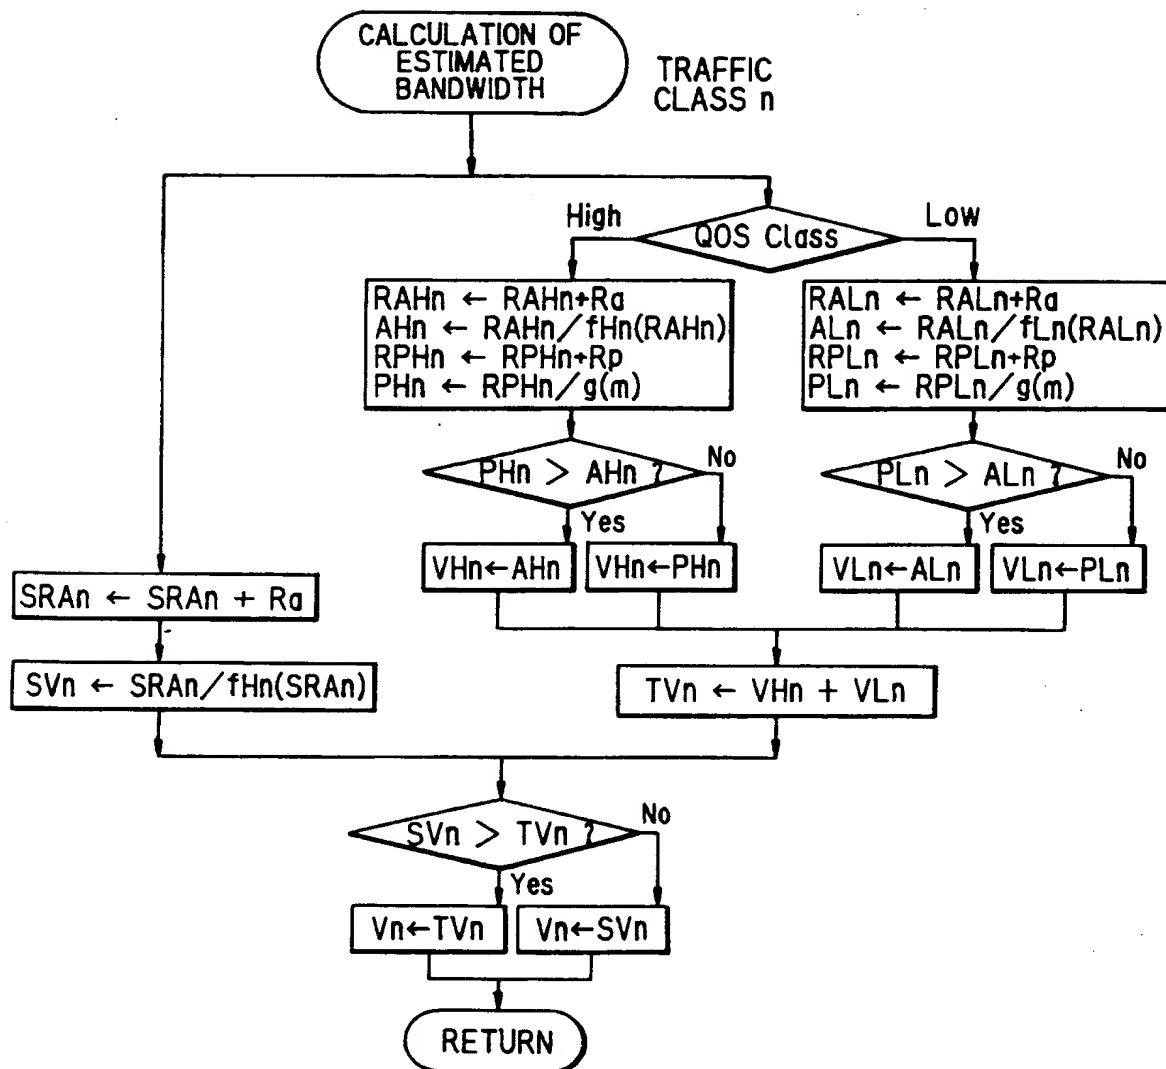 CALCULATION OF
ESTIMATED
BANDWIDTH
TRAFFIC
CLASS n
High
QOS Class
Low
RAHn ← RAHn+Ra
AHn ← RAHn/fHn(RAHn)
RPHn ← RPHn+Rp
PHn ← RPHn/g(m)
RALn ← RALn+Ra
ALn ← RALn/fLn(RALn)
RPLn ← RPLn+Rp
PLn ← RPLn/g(m)
PHn > AHn ?
No
Yes
PLn > ALn ?
No
Yes
VHn←AHn
VHn←PHn
VLn←ALn
VLn←PLn
SRAn ← SRAn + Ra
SVn ← SRAn/fHn(SRAn)
TVn ← VHn + VLn
SVn > TVn ?
No
Yes
Vn←TVn
Vn←SVn
RETURN